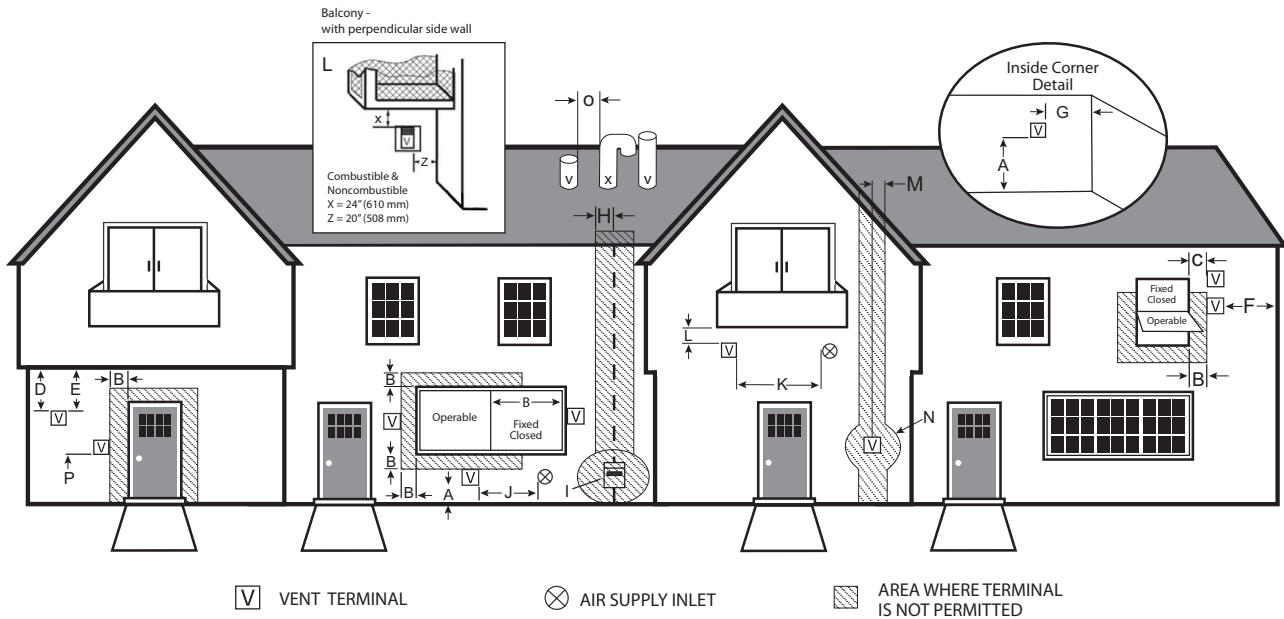 Balcony -
with perpendicular side wall
L
x
V
Z
Combustible &
Noncombustible
X = 24” (610 mm)
Z = 20” (508 mm)
O
v
x
v
H
M
Inside Corner
Detail
G
V
A
C
V
Fixed
Closed
Operable
V
F
B
D
E
B
V
V
P
B
V
Operable
B
Fixed
Closed
V
B
B
V
A
J
I
L
V
K
V
N
V VENT TERMINAL
AIR SUPPLY INLET
AREA WHERE TERMINAL
IS NOT PERMITTED